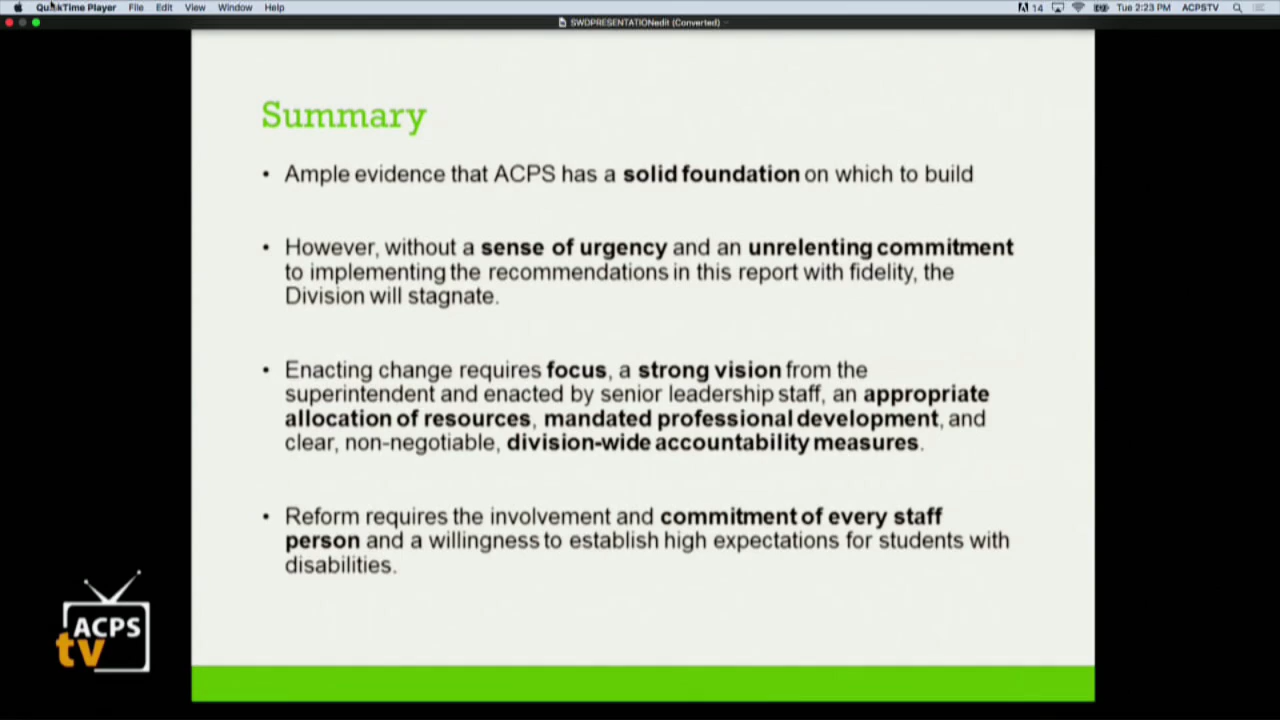 QuickTime Player File Edit View Window Help 14 Tue 2:23 PM ACPSTV
SWDPRESENTATIONedit (Converted)
Summary
• Ample evidence that ACPS has a solid foundation on which to build
• However, without a sense of urgency and an unrelenting commitment
to implementing the recommendations in this report with fidelity, the
Division will stagnate.
• Enacting change requires focus, a strong vision from the
superintendent and enacted by senior leadership staff, an appropriate
allocation of resources, mandated professional development, and
clear, non-negotiable, division-wide accountability measures.
• Reform requires the involvement and commitment of every staff
person and a willingness to establish high expectations for students with
disabilities.
ACPS
tv